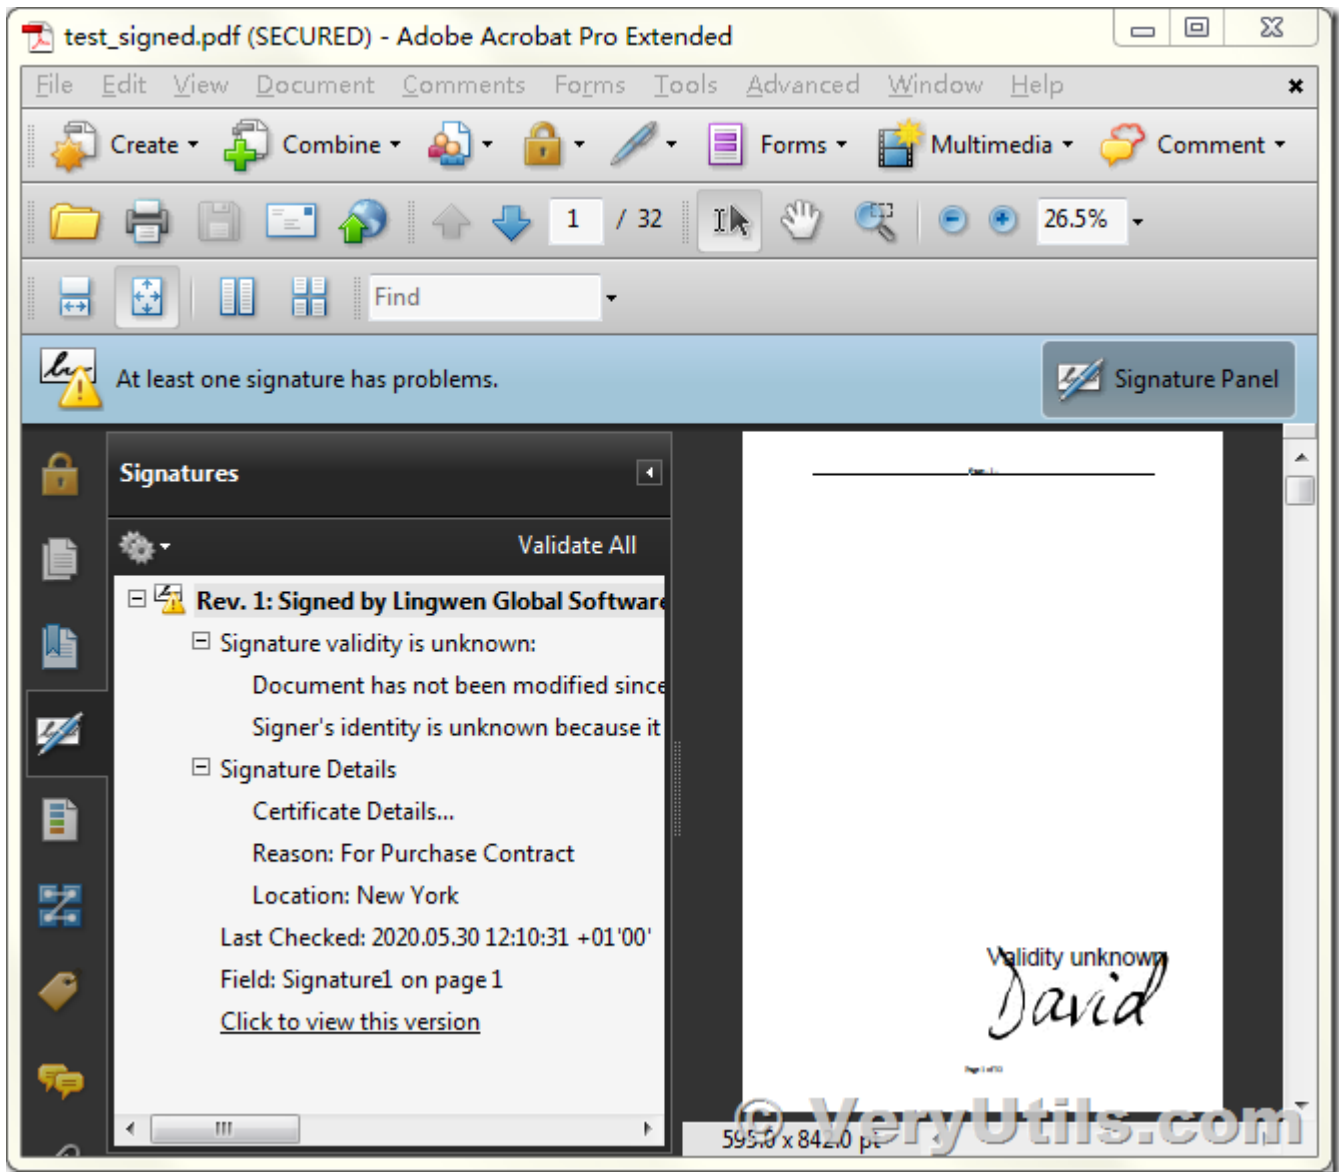 test_signed.pdf (SECURED) - Adobe Acrobat Pro Extended
File Edit View Document Comments Forms Tools Advanced Window Help
Create Combine Forms Multimedia Comment
1 / 32 26.5%
Find
At least one signature has problems. Signature Panel
Signatures
Validate All
Rev. 1: Signed by Lingwen Global Software
Signature validity is unknown:
Document has not been modified since
Signer's identity is unknown because it
Signature Details
Certificate Details...
Reason: For Purchase Contract
Location: New York
Last Checked: 2020.05.30 12:10:31 +01'00'
Field: Signature1 on page 1
Click to view this version
Validity unknown
David
595.0 x 842.0 pt
© VeryUtils.com